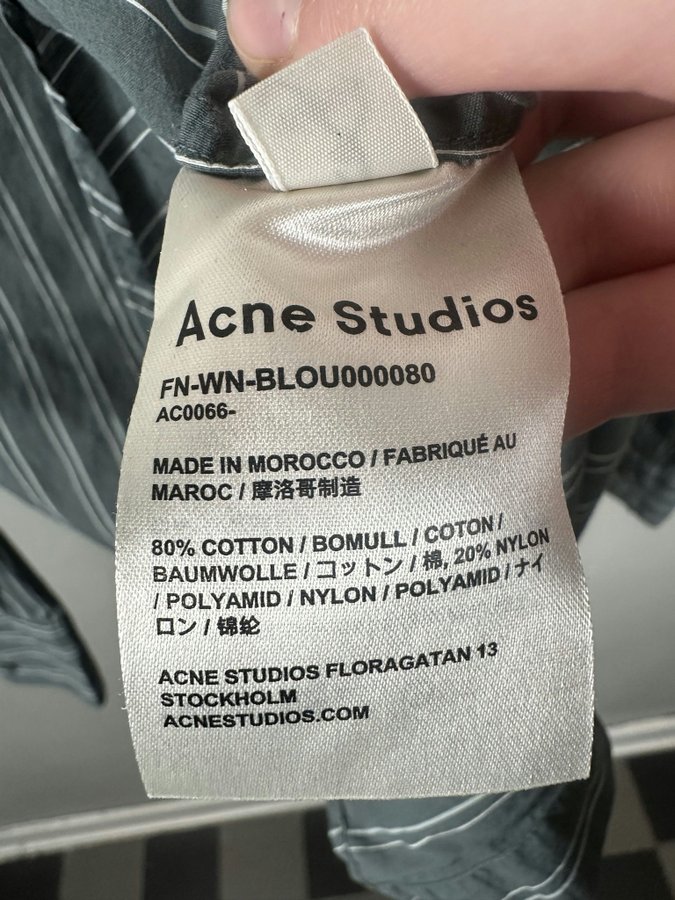 Acne Studios
FN-WN-BLOU000080
AC0066-
MADE IN MOROCCO / FABRIQUÉ AU
MAROC / 摩洛哥制造
80% COTTON / BOMULL / COTON /
BAUMWOLLE / コットン / 棉, 20% NYLON
/ POLYAMID / NYLON / POLYAMID / ナイ
ロン / 锦纶
ACNE STUDIOS FLORAGATAN 13
STOCKHOLM
ACNESTUDIOS.COM